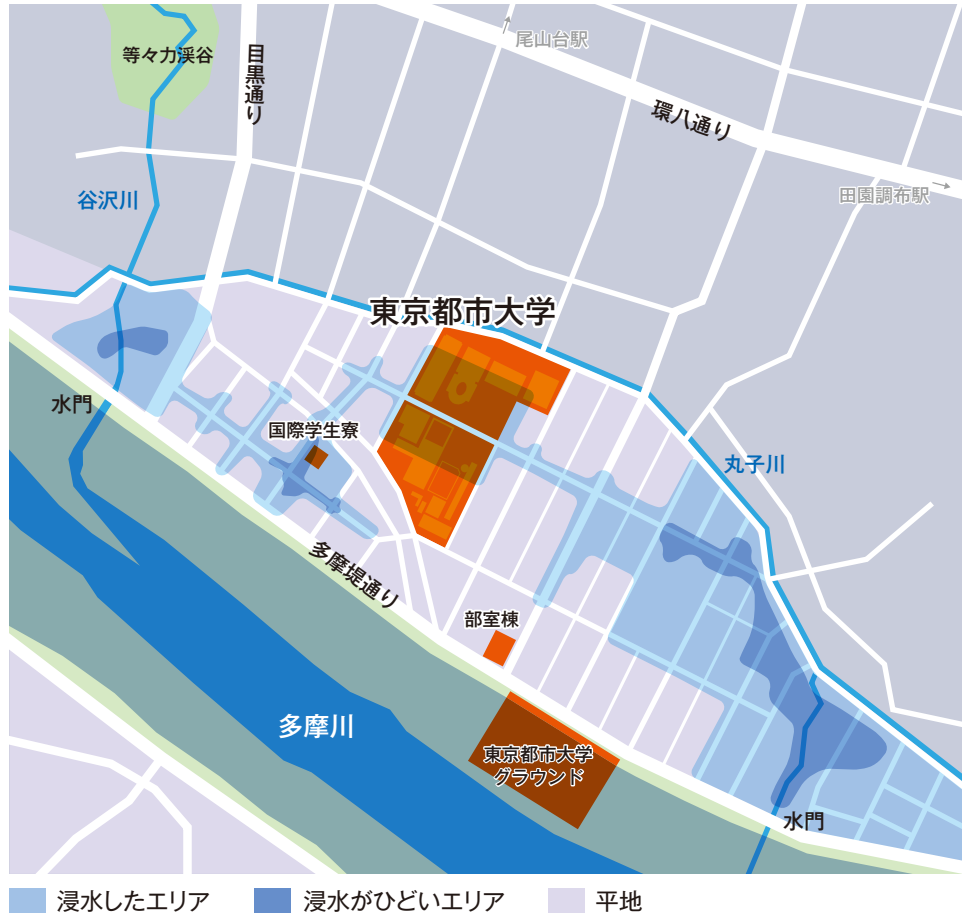 尾山台駅
等々力渓谷
目黒通り
環八通り
谷沢川
田園調布駅
東京都市大学
水門
国際学生寮
丸子川
多摩堤通り
部室棟
多摩川
東京都市大学
グラウンド
水門
浸水したエリア
浸水がひどいエリア
平地